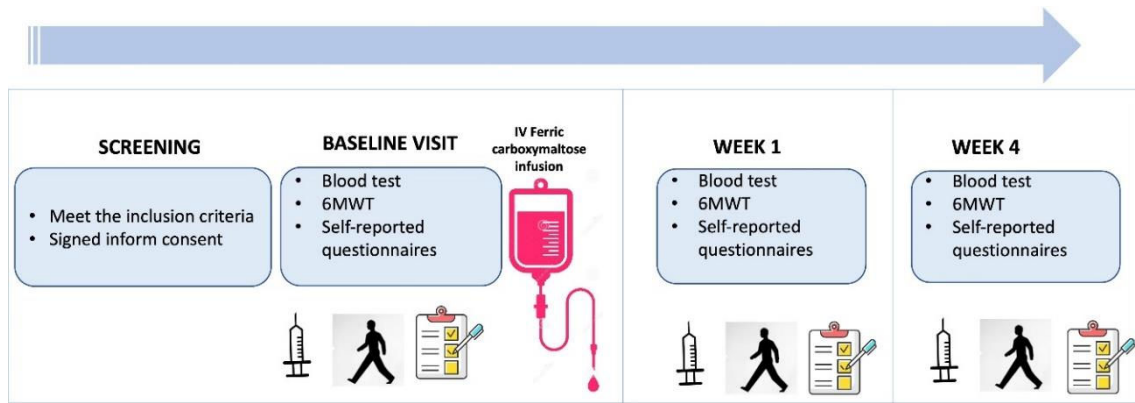 SCREENING
• Meet the inclusion criteria
• Signed inform consent
BASELINE VISIT
• Blood test
• 6MWT
• Self-reported
questionnaires
IV Ferric
carboxymaltose
infusion
WEEK 1
• Blood test
• 6MWT
• Self-reported
questionnaires
WEEK 4
• Blood test
• 6MWT
• Self-reported
questionnaires